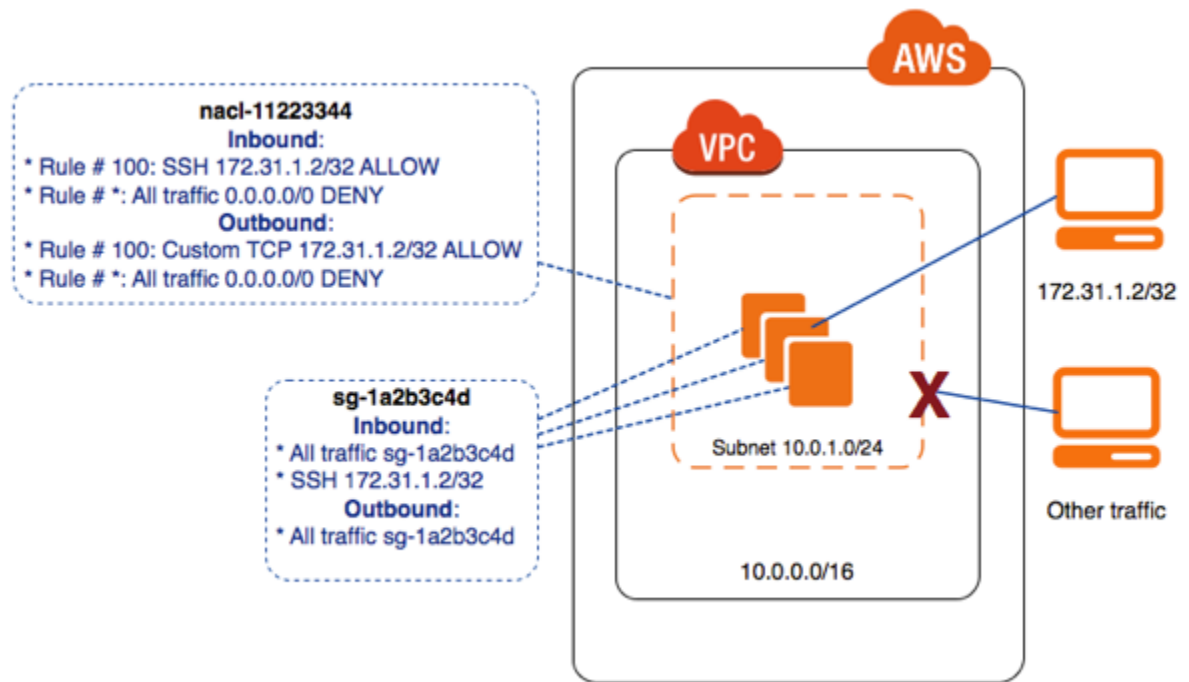 AWS
nacl-11223344
Inbound:
* Rule # 100: SSH 172.31.1.2/32 ALLOW
* Rule # *: All traffic 0.0.0.0/0 DENY
Outbound:
* Rule # 100: Custom TCP 172.31.1.2/32 ALLOW
* Rule # *: All traffic 0.0.0.0/0 DENY
VPC
172.31.1.2/32
sg-1a2b3c4d
Inbound:
* All traffic sg-1a2b3c4d
* SSH 172.31.1.2/32
Outbound:
* All traffic sg-1a2b3c4d
X
Subnet 10.0.1.0/24
Other traffic
10.0.0.0/16